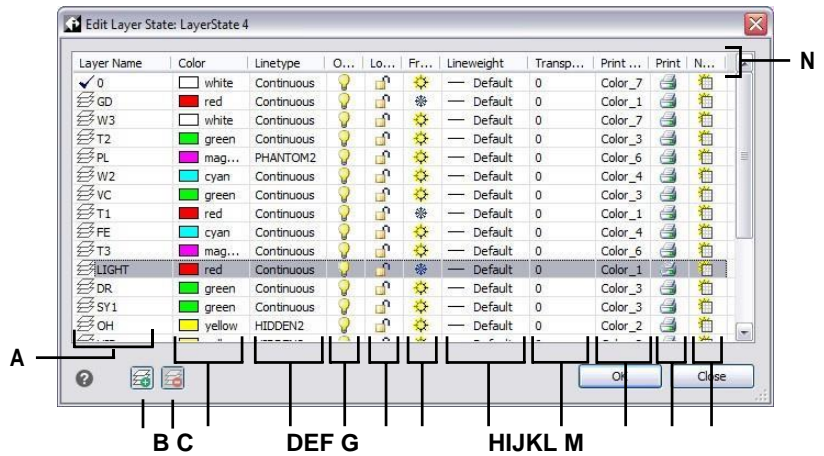 Edit Layer State: LayerState 4
Layer Name Color Linetype O... Lo... Fr... Lineweight Transp... Print ... Print N...
N
0 white Continuous Default 0 Color_7
GD red Continuous Default 0 Color_1
W3 white Continuous Default 0 Color_7
T2 green Continuous Default 0 Color_3
PL mag... PHANTOM2 Default 0 Color_6
W2 cyan Continuous Default 0 Color_4
VC green Continuous Default 0 Color_3
T1 red Continuous Default 0 Color_1
FE cyan Continuous Default 0 Color_4
T3 mag... Continuous Default 0 Color_6
LIGHT red Continuous Default 0 Color_1
DR green Continuous Default 0 Color_3
SY1 green Continuous Default 0 Color_3
OH yellow HIDDEN2 Default 0 Color_2
A
? OK Close
B C DEF G HIJKL M